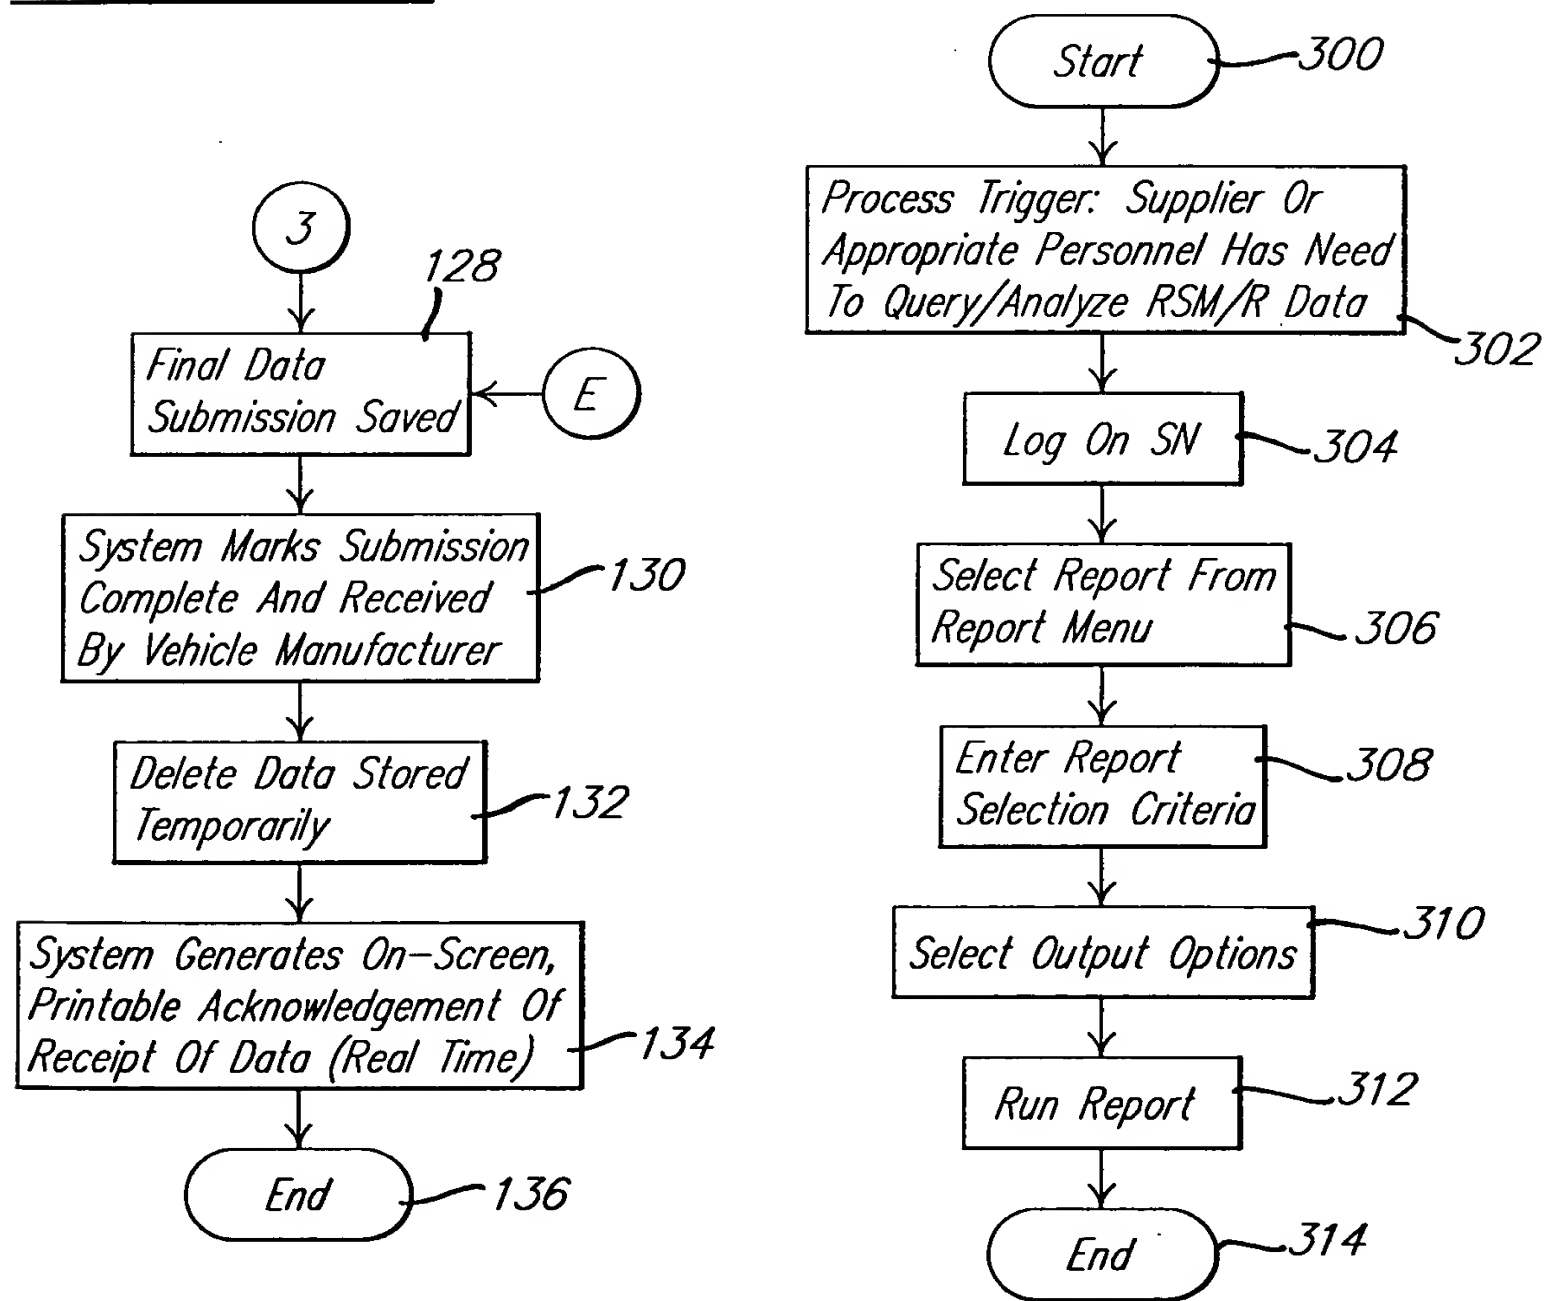 3
128
Final Data
Submission Saved
E
System Marks Submission
Complete And Received
By Vehicle Manufacturer
130
Delete Data Stored
Temporarily
132
System Generates On-Screen,
Printable Acknowledgement Of
Receipt Of Data (Real Time)
134
End
136
Start
300
Process Trigger: Supplier Or
Appropriate Personnel Has Need
To Query/Analyze RSM/R Data
302
Log On SN
304
Select Report From
Report Menu
306
Enter Report
Selection Criteria
308
Select Output Options
310
Run Report
312
End
314